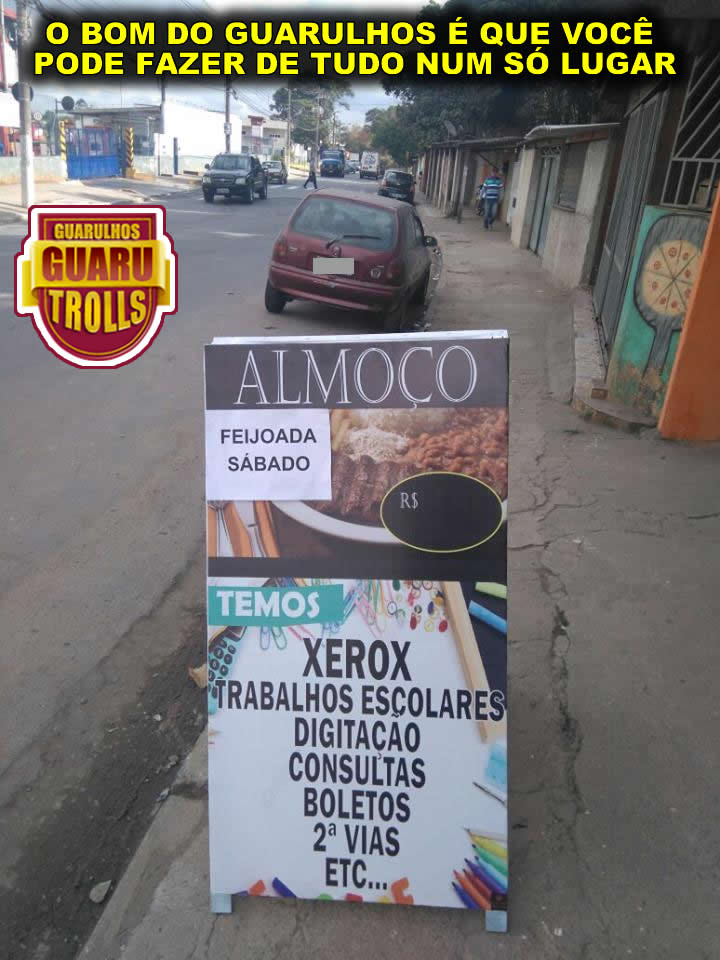 O BOM DO GUARULHOS É QUE VOCÊ
PODE FAZER DE TUDO NUM SÓ LUGAR
GUARULHOS
GUARU
TROLLS
ALMOÇO
FEIJOADA
SÁBADO
R$
TEMOS
XEROX
TRABALHOS ESCOLARES
DIGITAÇÃO
CONSULTAS
BOLETOS
2ª VIAS
ETC...